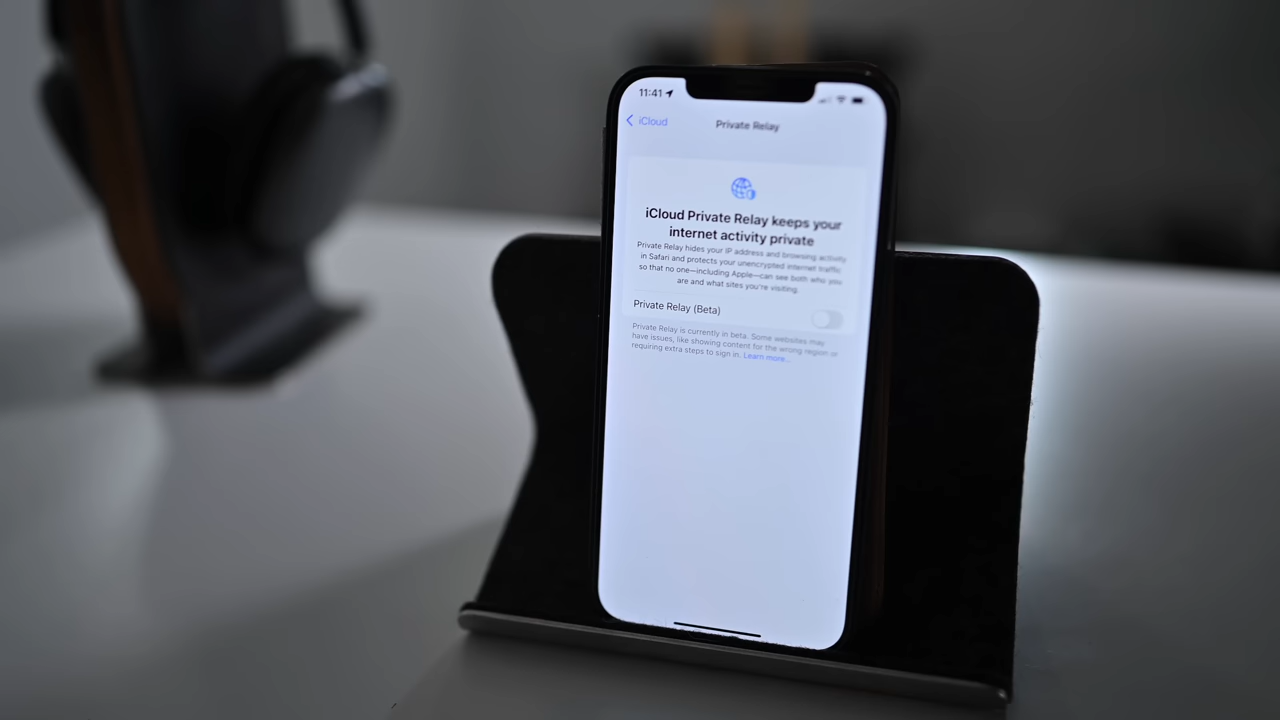 11:41
iCloud
Private Relay
iCloud Private Relay keeps your
internet activity private
Private Relay hides your IP address and browsing activity
in Safari and protects your unencrypted internet traffic
so that no one—including Apple—can see both who you
are and what sites you're visiting.
Private Relay (Beta)
Private Relay is currently in beta. Some websites may
have issues, like showing content for the wrong region or
requiring extra steps to sign in. Learn more...